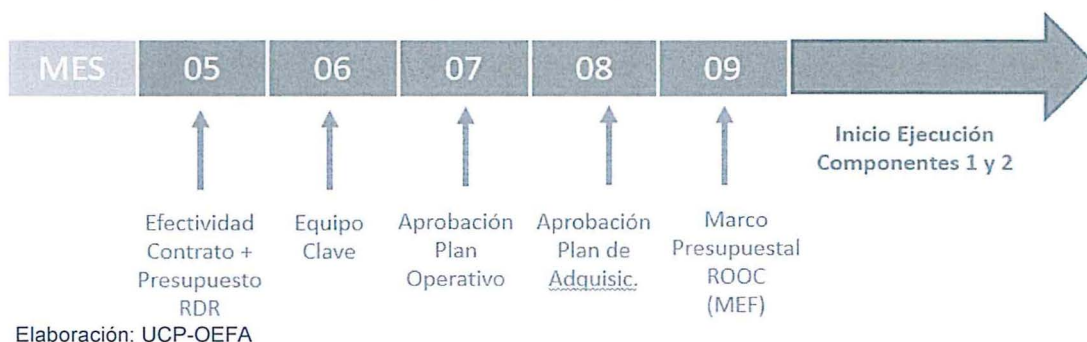 MES 05 06 07 08 09
Inicio Ejecución
Componentes 1 y 2
Efectividad
Contrato +
Presupuesto
RDR
Equipo
Clave
Aprobación
Plan
Operativo
Aprobación
Plan de
Adquisic.
Marco
Presupuestal
ROOC
(MEF)
Elaboración: UCP-OEFA